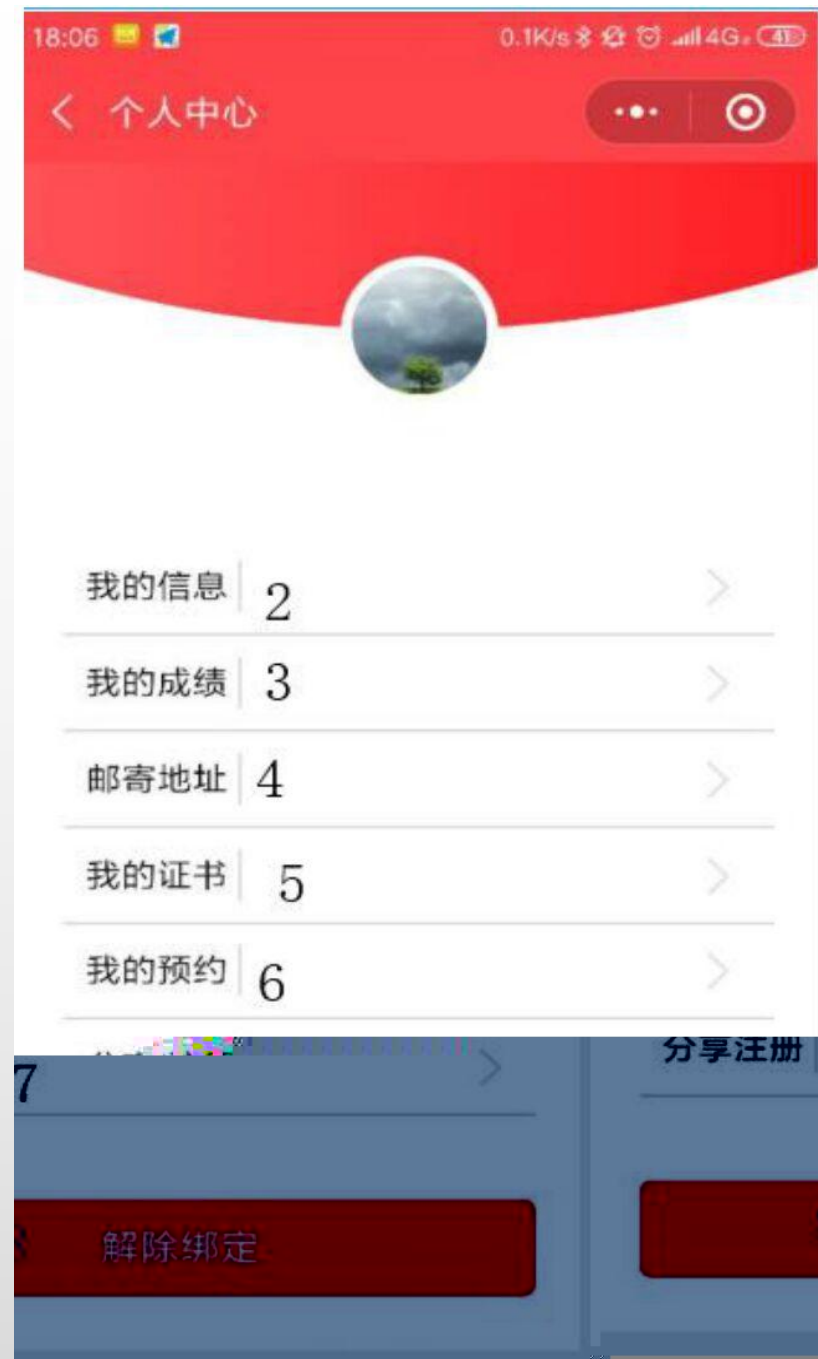 18:06 0.1K/s 4G 41
个人中心
我的信息 2
我的成绩 3
邮寄地址 4
我的证书 5
我的预约 6
分享注册
7
解除绑定